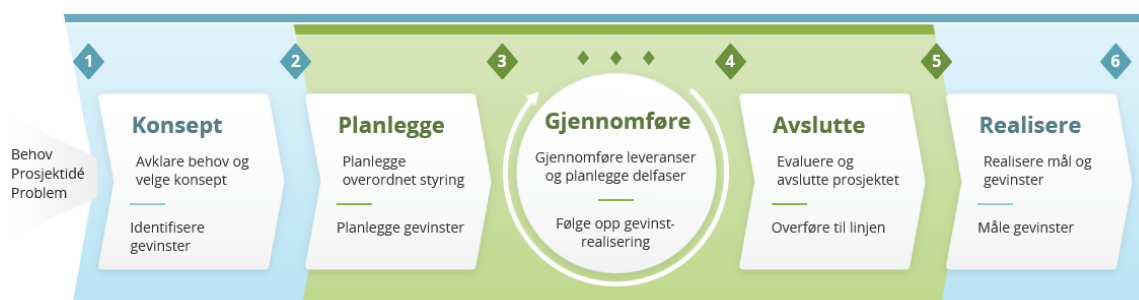 1
2
3
4
5
6
Behov
Prosjektidé
Problem
Konsept
Avklare behov og
velge konsept
Identifisere
gevinster
Planlegge
Planlegge
overordnet styring
Planlegge gevinster
Gjennomføre
Gjennomføre leveranser
og planlegge delfaser
Følge opp gevinst-
realisering
Avslutte
Evaluere og
avslutte prosjektet
Overføre til linjen
Realisere
Realisere mål og
gevinster
Måle gevinster